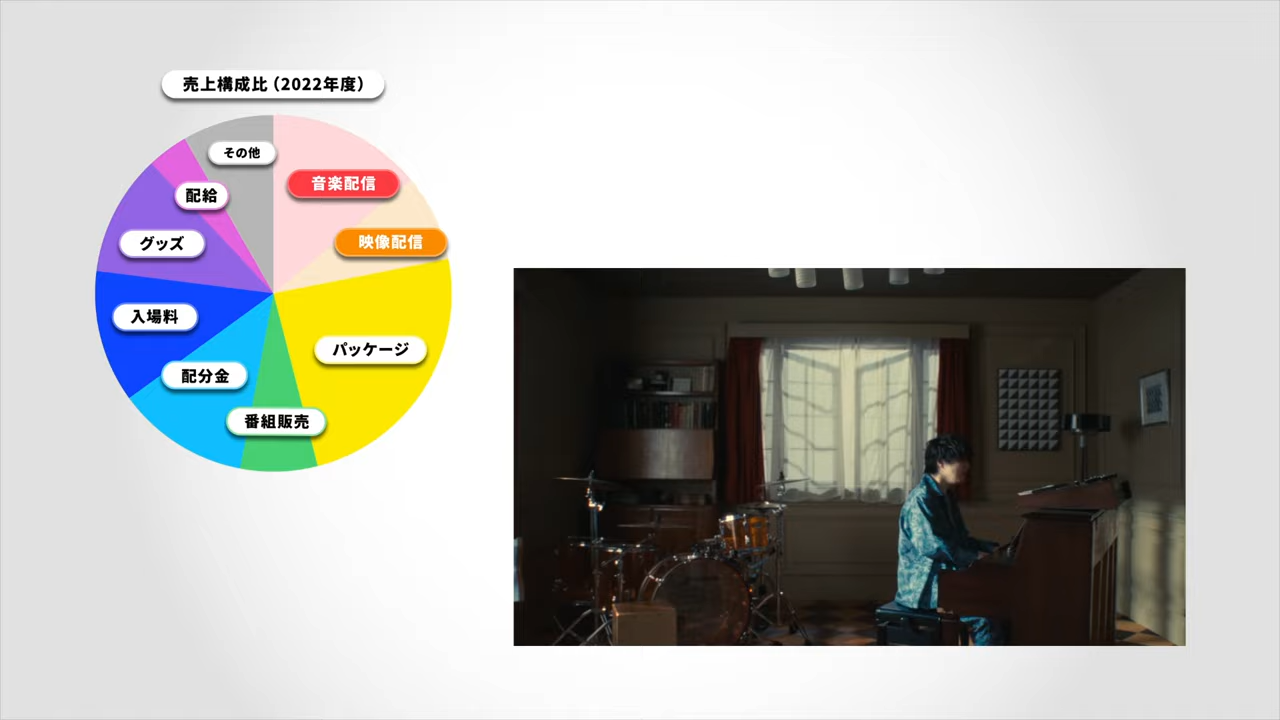 売上構成比（2022年度）
その他
音楽配信
配給
映像配信
グッズ
入場料
パッケージ
配分金
番組販売